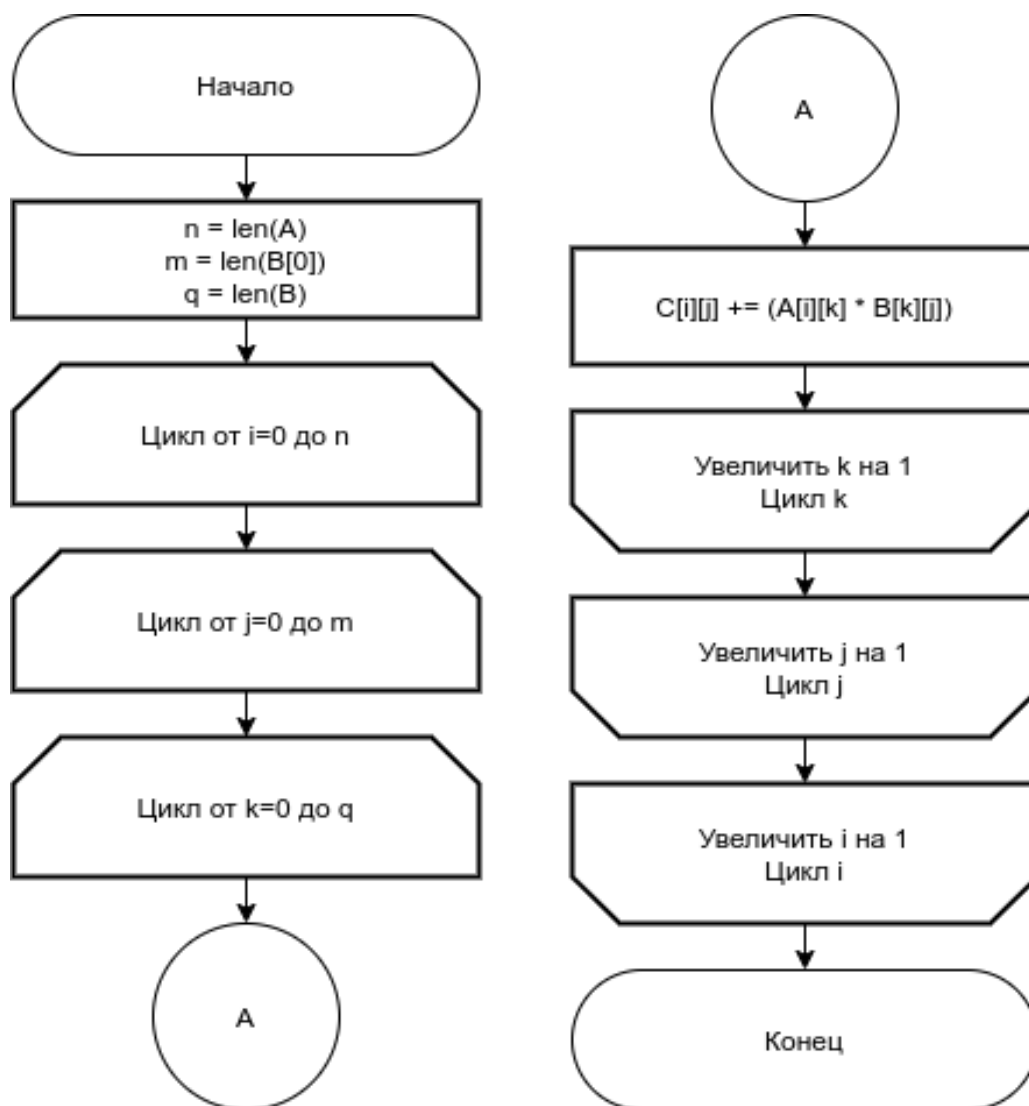 Начало
n = len(A)
m = len(B[0])
q = len(B)
Цикл от i=0 до n
Цикл от j=0 до m
Цикл от k=0 до q
A
A
C[i][j] += (A[i][k] * B[k][j])
Увеличить k на 1
Цикл k
Увеличить j на 1
Цикл j
Увеличить i на 1
Цикл i
Конец